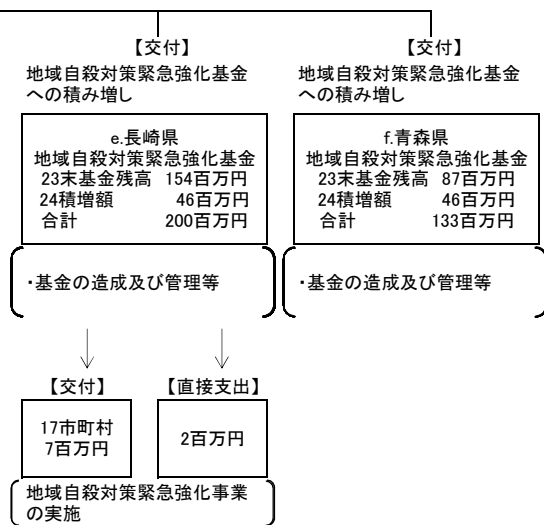 【交付】
地域自殺対策緊急強化基金
への積み増し
e.長崎県
地域自殺対策緊急強化基金
23末基金残高 154百万円
24積増額 46百万円
合計 200百万円
・基金の造成及び管理等
【交付】
17市町村
7百万円
【直接支出】
2百万円
地域自殺対策緊急強化事業
の実施
【交付】
地域自殺対策緊急強化基金
への積み増し
f.青森県
地域自殺対策緊急強化基金
23末基金残高 87百万円
24積増額 46百万円
合計 133百万円
・基金の造成及び管理等